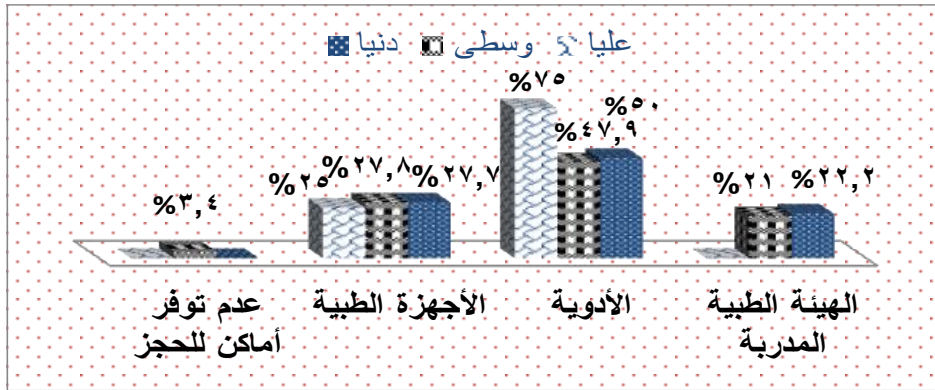 دنيا وسطى عليا
%٧٥
%٥٠
%٤٧,٩
%٢٧,٨
%٢٧,٧
%٢٥
%٢٢,٢
%٢١
%٣,٤
الهيئة الطبية
المدربة
الأدوية
الأجهزة الطبية
عدم توفر
أماكن للحجز